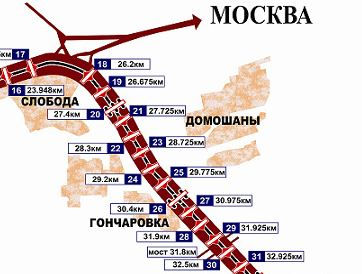 МОСКВА
км 17
18 26.2км
16 23.948км
19 26.675км
СЛОБОДА
27.4км 20
21 27.725км
ДОМОШАНЫ
28.3км 22
23 28.725км
29.2км 24
25 29.775км
30.4км 26
27 30.975км
ГОНЧАРОВКА
29 31.925км
31.9км 28
мост 31.8км
31 32.925км
32.5км 30